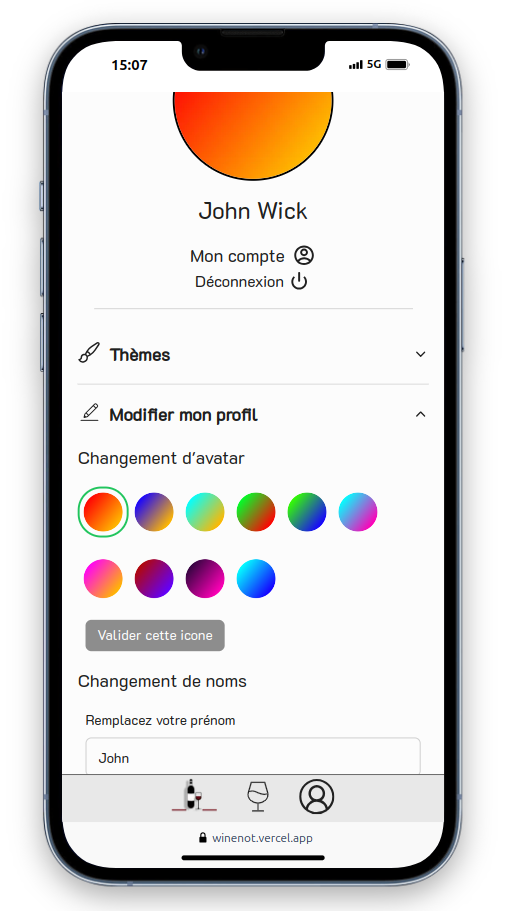 15:07
5G
John Wick
Mon compte
Déconnexion
Thèmes
Modifier mon profil
Changement d'avatar
Valider cette icone
Changement de noms
Remplacez votre prénom
John
winenot.vercel.app